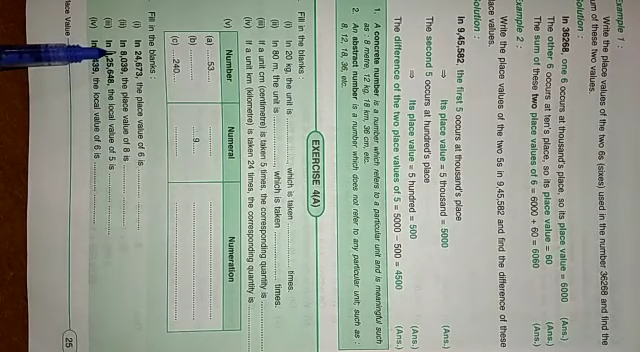 Example 1 :
Write the place values of the two 6s (sixes) used in the number 36268 and find the
sum of these two values.
Solution :
In 36268, one 6 occurs at thousand's place, so its place value = 6000 (Ans.)
The other 6 occurs at ten's place, so its place value = 60 (Ans.)
The sum of these two place values of 6 = 6000 + 60 = 6060 (Ans.)
Example 2 :
Write the place values of the two 5s in 9,45,582 and find the difference of these
place values.
Solution :
In 9,45,582, the first 5 occurs at thousand's place
⇒ Its place value = 5 thousand = 5000 (Ans.)
The second 5 occurs at hundred's place
⇒ Its place value = 5 hundred = 500 (Ans.)
The difference of the two place values of 5 = 5000 – 500 = 4500 (Ans.)
1. A concrete number is a number which refers to a particular unit and is meaningful such
as : 8 metre, 12 kg, 18 km, 36 cm, etc.
2. An abstract number is a number which does not refer to any particular unit; such as :
8, 12, 18, 36, etc.
EXERCISE 4(A)
Fill in the blanks :
(i) In 20 kg, the unit is .............. which is taken .............. times.
(ii) In 80 m, the unit is .............. which is taken .............. times.
(iii) If a unit cm (centimetre) is taken 5 times, the corresponding quantity is ..............
(iv) If a unit km (kilometre) is taken 24 times, the corresponding quantity is ..............
(v) Number Numeral Numeration
(a) ....53.... .............. ..............
(b) .............. ....9.... ..............
(c) ...240... .............. ..............
Fill in the blanks :
(i) In 24,673, the place value of 6 is ..............
(ii) In 8,039, the place value of 8 is ..............
(iii) In 1,25,648, the local value of 5 is ..............
(iv) In 639, the local value of 6 is ..............
Place Value 25